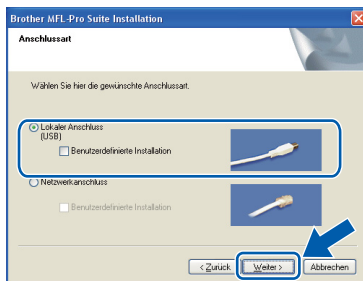 Brother MFL-Pro Suite Installation
Anschlussart
Wählen Sie hier die gewünschte Anschlussart.
Lokaler Anschluss
(USB)
Benutzerdefinierte Installation
Netzwerkanschluss
Benutzerdefinierte Installation
< Zurück
Weiter >
Abbrechen